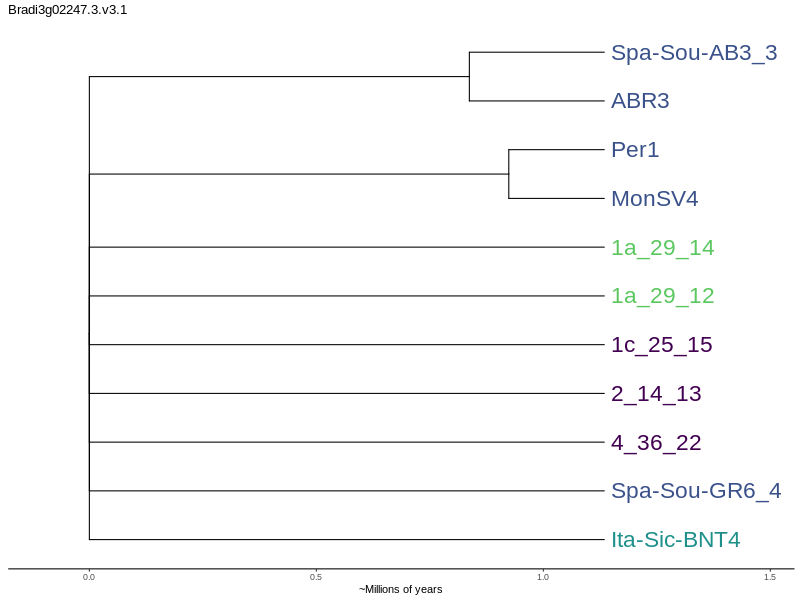 Bradi3g02247.3.v3.1
Spa-Sou-AB3_3
ABR3
Per1
MonSV4
1a_29_14
1a_29_12
1c_25_15
2_14_13
4_36_22
Spa-Sou-GR6_4
Ita-Sic-BNT4
0.0 0.5 1.0 1.5
~Millions of years